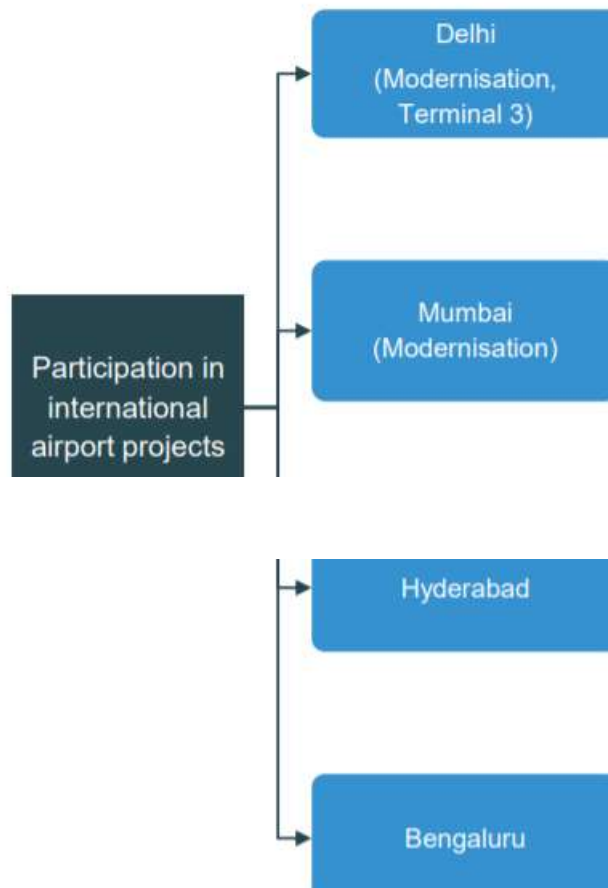 Delhi
(Modernisation,
Terminal 3)
Mumbai
(Modernisation)
Participation in
international
airport projects
Hyderabad
Bengaluru